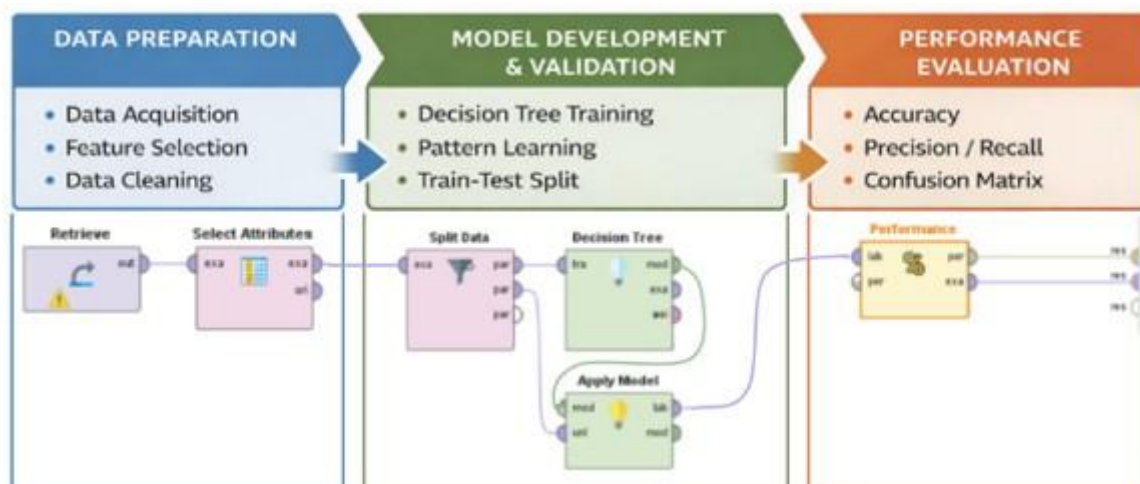 DATA PREPARATION
• Data Acquisition
• Feature Selection
• Data Cleaning
MODEL DEVELOPMENT
& VALIDATION
• Decision Tree Training
• Pattern Learning
• Train-Test Split
PERFORMANCE
EVALUATION
• Accuracy
• Precision / Recall
• Confusion Matrix
Retrieve
out
Select Attributes
exa exa
ori
Split Data
exa par
par
par
Decision Tree
tra mod
exa
wei
Apply Model
mod lab
unl mod
Performance
lab per
per exa
res
res
res